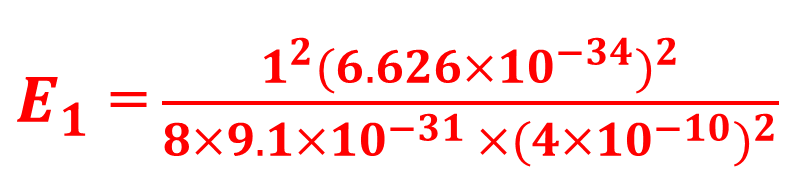 E₁ = 1²(6.626×10⁻³⁴)² / 8×9.1×10⁻³¹ ×(4×10⁻¹⁰)²